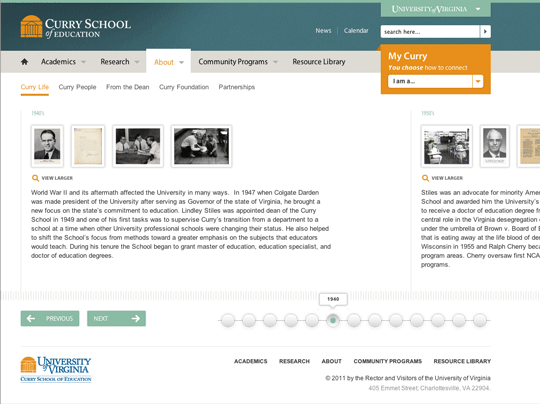 UNIVERSITY of VIRGINIA
CURRY SCHOOL
of EDUCATION
News
Calendar
search here...
Academics
Research
About
Community Programs
Resource Library
My Curry
You choose how to connect
I am a...
Curry Life
Curry People
From the Dean
Curry Foundation
Partnerships
1940's
VIEW LARGER
World War II and its aftermath affected the University in many ways. In 1947 when Colgate Darden
was made president of the University after serving as Governor of the state of Virginia, he brought a
new focus on the state's commitment to education. Lindley Stiles was appointed dean of the Curry
School in 1949 and one of his first tasks was to supervise Curry's transition from a department to a
school at a time when other University professional schools were changing their status. He also helped
to shift the School's focus from methods toward a greater emphasis on the subjects that educators
would teach. During his tenure the School began to grant master of education, education specialist, and
doctor of education degrees.
1950's
VIEW LARGER
Stiles was an advocate for minority Amer
School and awarded him the University's
to receive a doctor of education degree fro
central role in the Virginia desegregation
under the umbrella of Brown v. Board of E
that is eating away at the life blood of de
Wisconsin in 1955 and Ralph Cherry beca
program areas. Cherry oversaw first NCA
programs.
1940
PREVIOUS
NEXT
UNIVERSITY
of VIRGINIA
CURRY SCHOOL OF EDUCATION
ACADEMICS
RESEARCH
ABOUT
COMMUNITY PROGRAMS
RESOURCE LIBRARY
© 2011 by the Rector and Visitors of the University of Virginia
405 Emmet Street; Charlottesville, VA 22904.